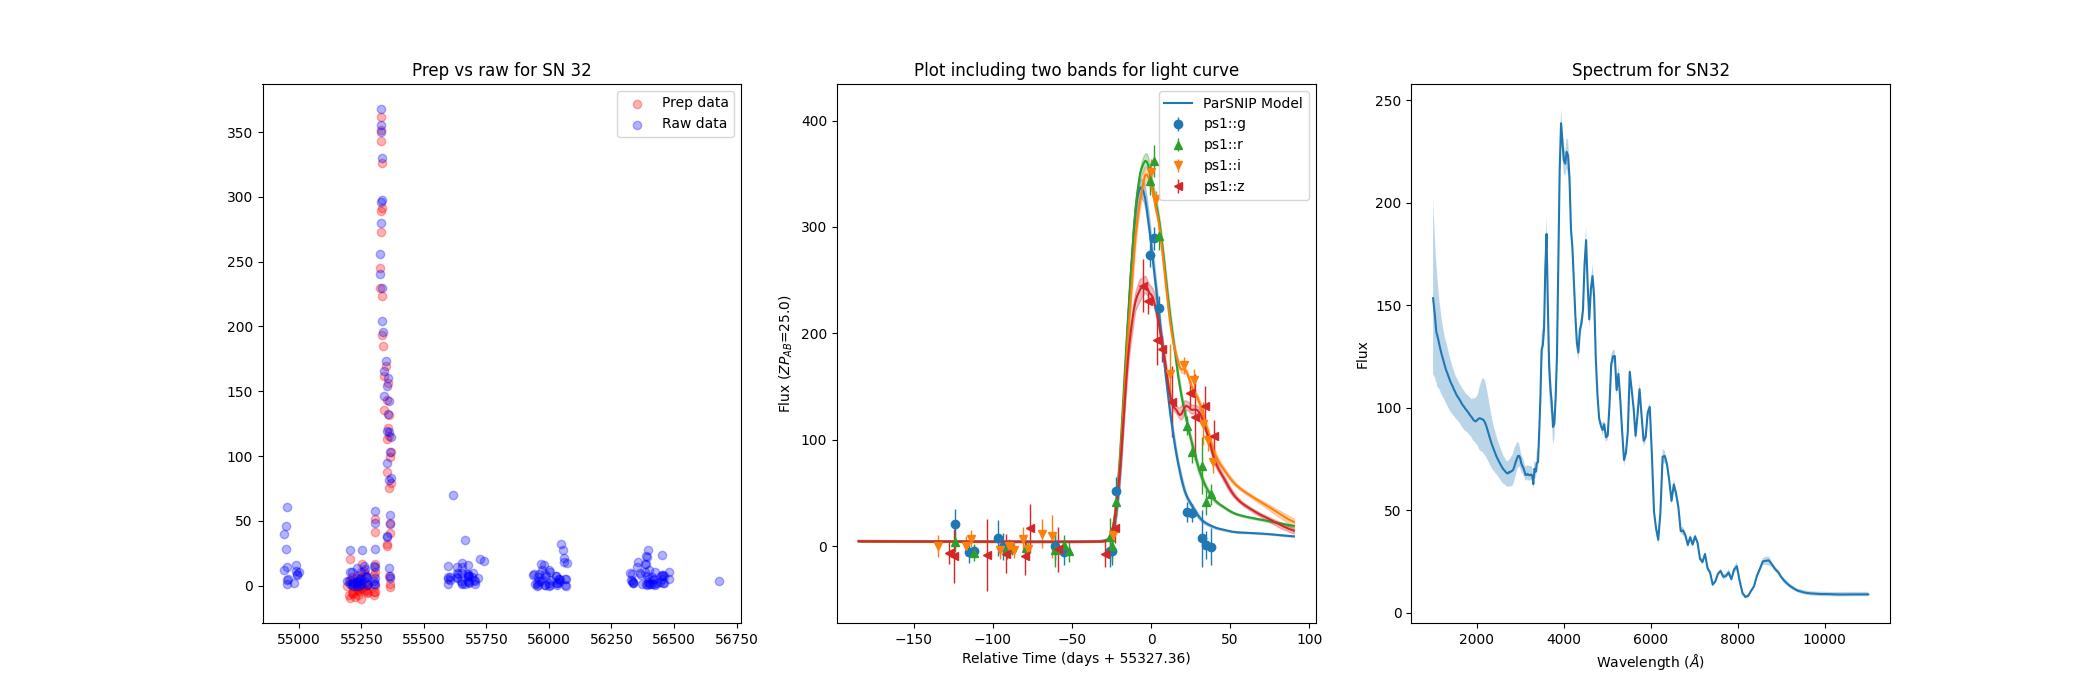 Prep vs raw for SN 32
Prep data
Raw data
350
300
250
200
150
100
50
0
55000 55250 55500 55750 56000 56250 56500 56750
Plot including two bands for light curve
ParSNIP Model
ps1::g
ps1::r
ps1::i
ps1::z
Flux (ZP_AB=25.0)
400
300
200
100
0
−150 −100 −50 0 50 100
Relative Time (days + 55327.36)
Spectrum for SN32
Flux
250
200
150
100
50
0
2000 4000 6000 8000 10000
Wavelength (Å)